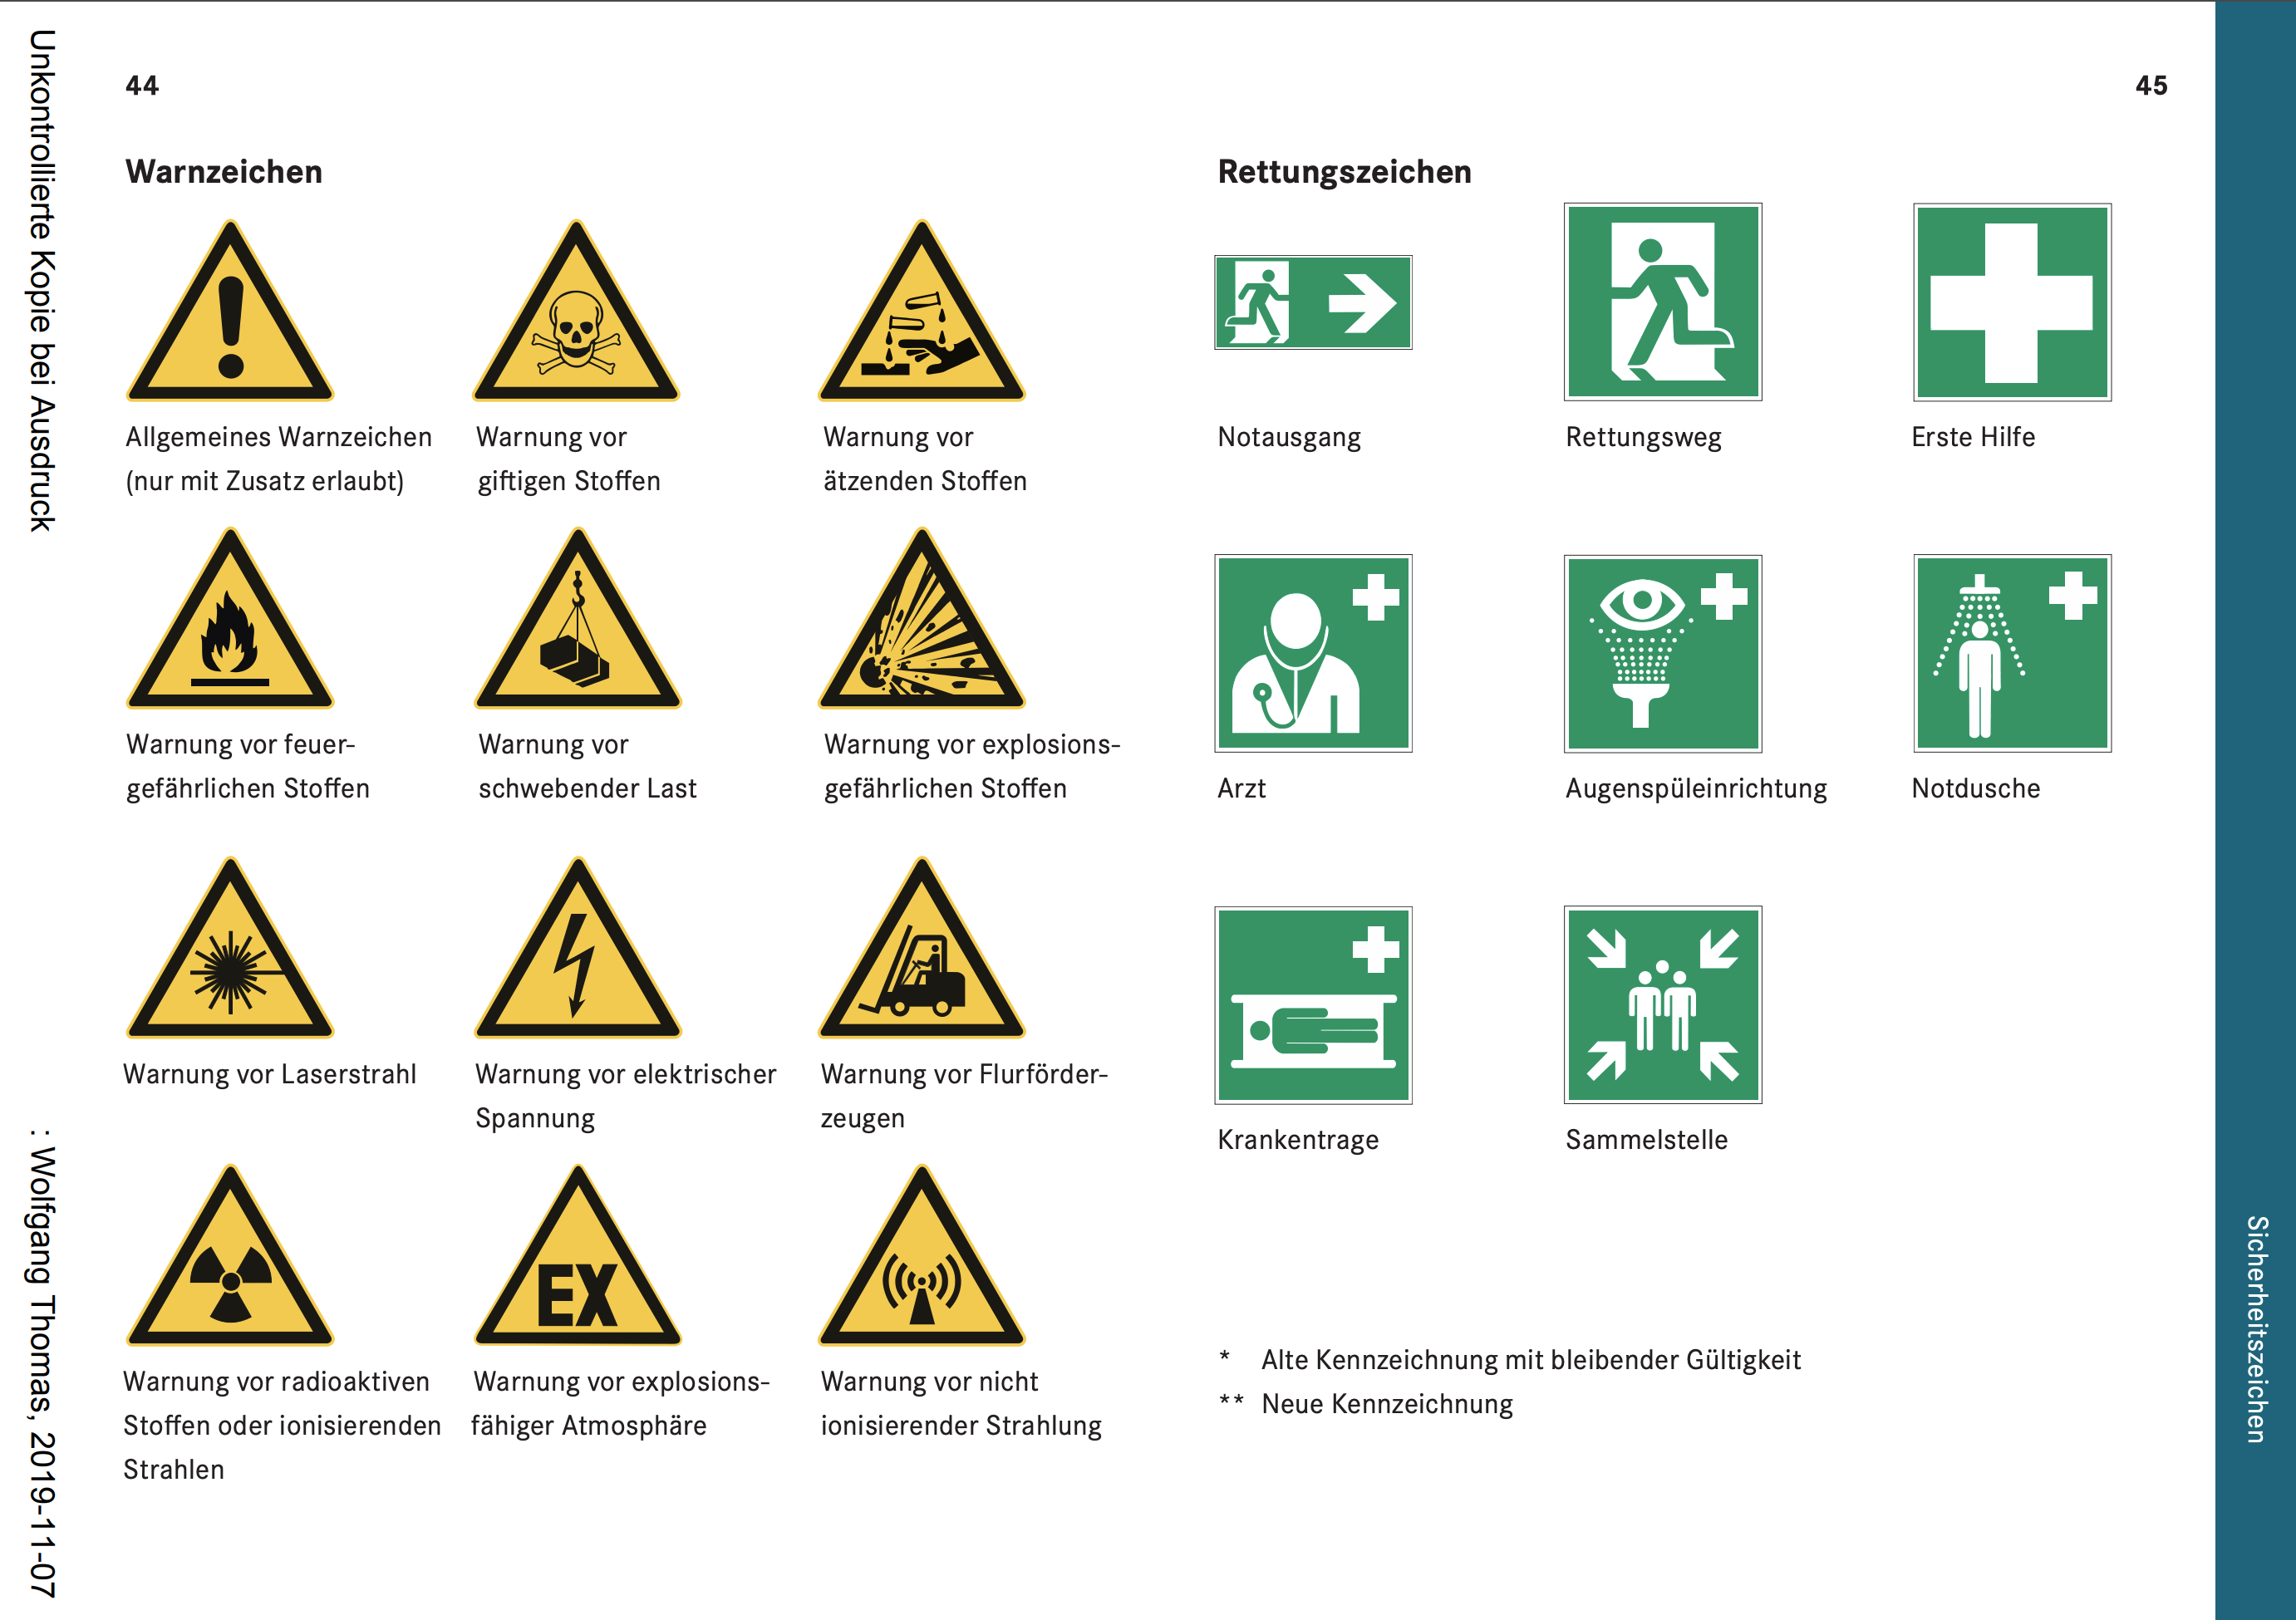 Unkontrollierte Kopie bei Ausdruck
: Wolfgang Thomas, 2019-11-07
44
Warnzeichen
Allgemeines Warnzeichen
(nur mit Zusatz erlaubt)
Warnung vor
giftigen Stoffen
Warnung vor
ätzenden Stoffen
Warnung vor feuer-
gefährlichen Stoffen
Warnung vor
schwebender Last
Warnung vor explosions-
gefährlichen Stoffen
Warnung vor Laserstrahl
Warnung vor elektrischer
Spannung
Warnung vor Flurförder-
zeugen
EX
Warnung vor radioaktiven
Stoffen oder ionisierenden
Strahlen
Warnung vor explosions-
fähiger Atmosphäre
Warnung vor nicht
ionisierender Strahlung
45
Rettungszeichen
Notausgang
Rettungsweg
Erste Hilfe
Arzt
Augenspüleinrichtung
Notdusche
Krankentrage
Sammelstelle
* Alte Kennzeichnung mit bleibender Gültigkeit
** Neue Kennzeichnung
Sicherheitszeichen